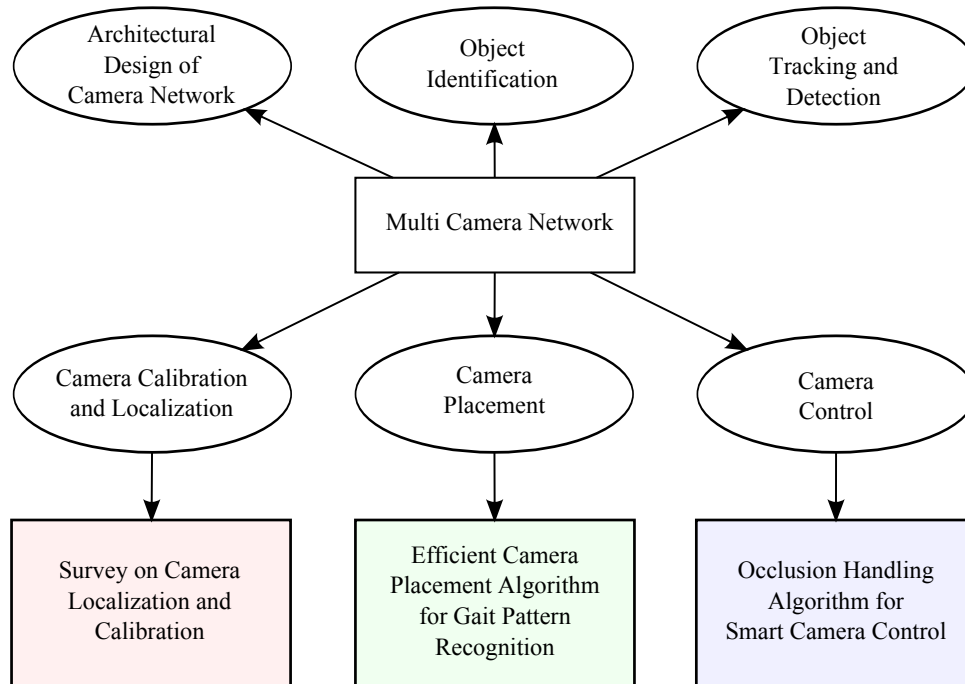 Architectural
Design of
Camera Network
Object
Identification
Object
Tracking and
Detection
Multi Camera Network
Camera Calibration
and Localization
Camera
Placement
Camera
Control
Survey on Camera
Localization and
Calibration
Efficient Camera
Placement Algorithm
for Gait Pattern
Recognition
Occlusion Handling
Algorithm for
Smart Camera Control